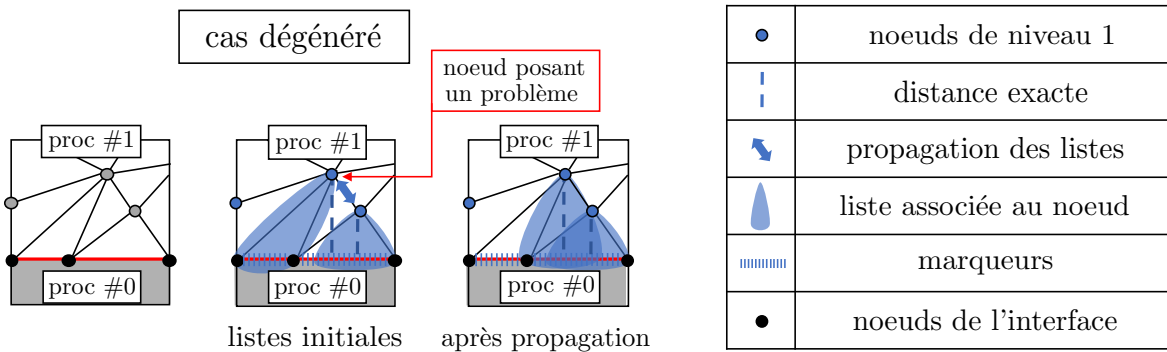 cas dégénéré
noeud posant
un problème
proc #1
proc #1
proc #1
proc #0
proc #0
proc #0
listes initiales
après propagation
noeuds de niveau 1
distance exacte
propagation des listes
liste associée au noeud
marqueurs
noeuds de l'interface